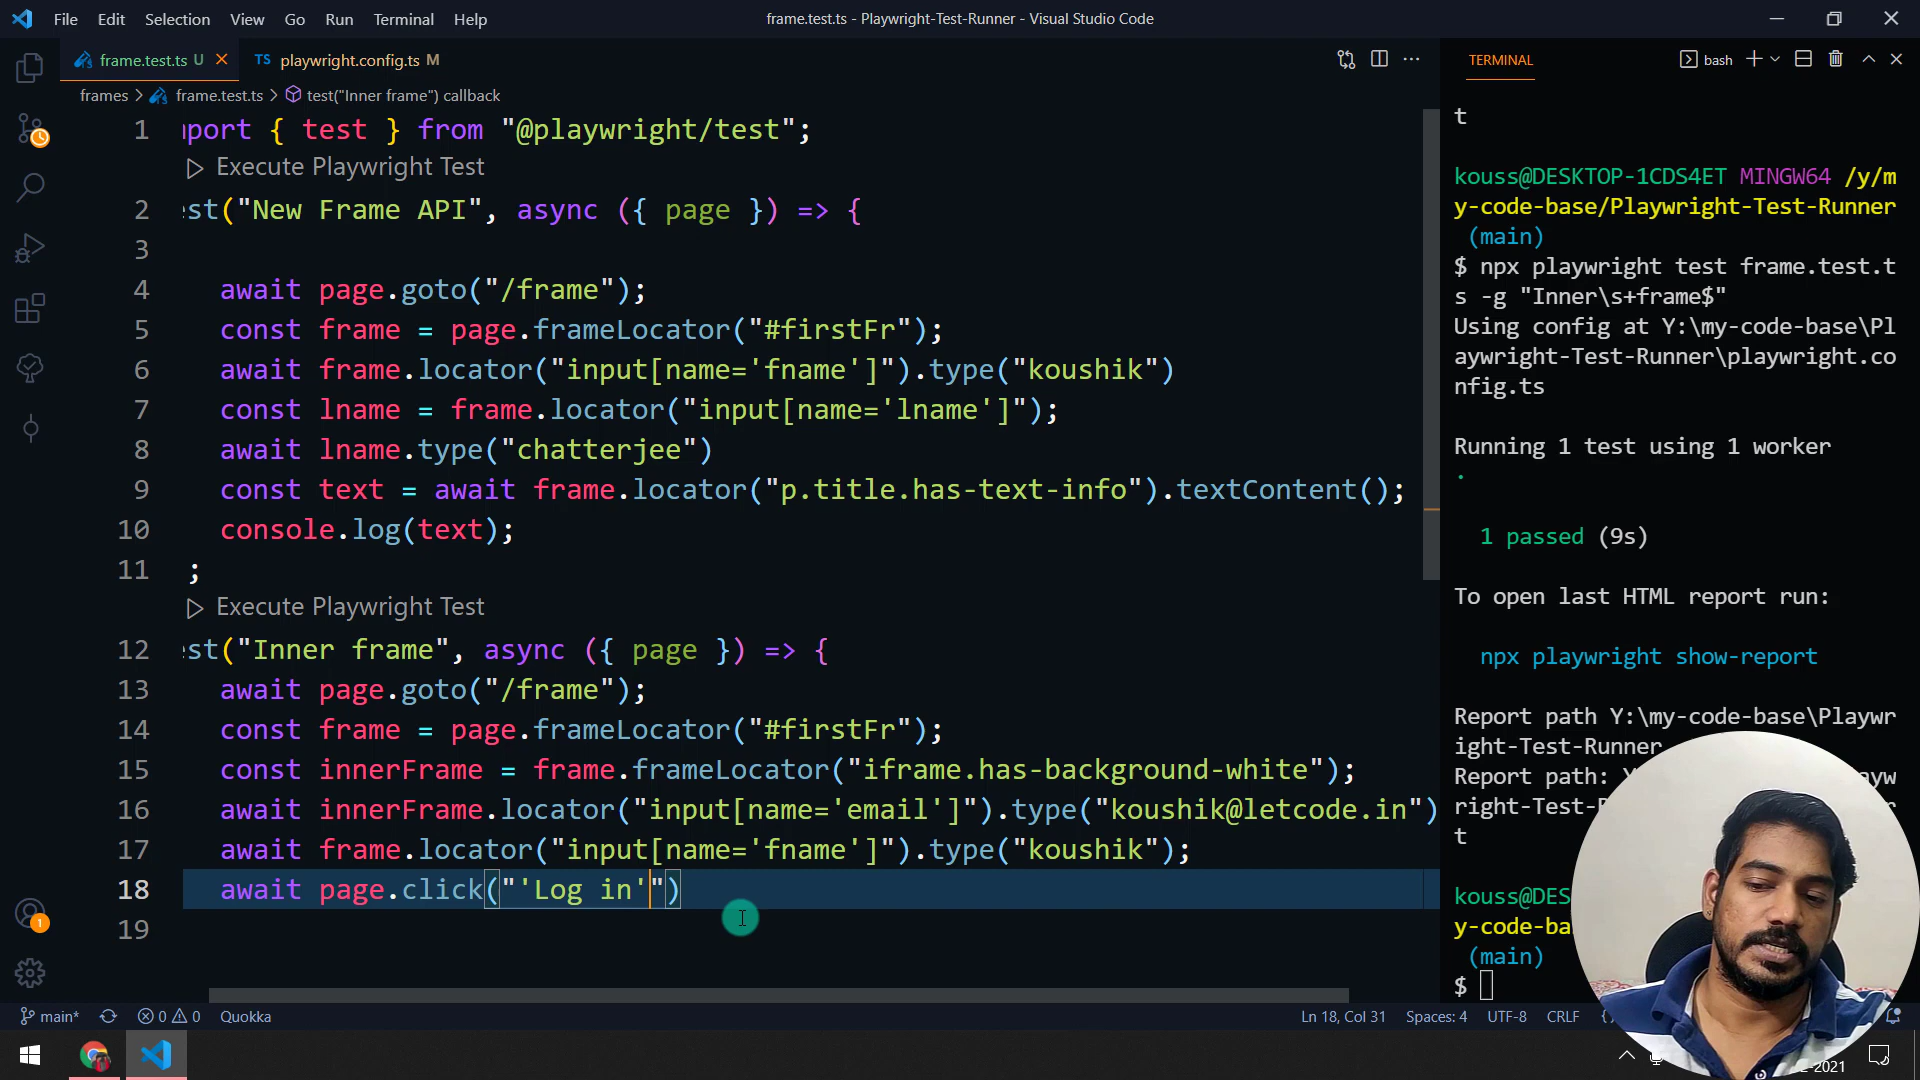 File Edit Selection View Go Run Terminal Help
frame.test.ts - Playwright-Test-Runner - Visual Studio Code
frame.test.ts U
TS playwright.config.ts M
frames > frame.test.ts > test("Inner frame") callback
1 mport { test } from "@playwright/test";
Execute Playwright Test
2 est("New Frame API", async ({ page }) => {
3
4 await page.goto("/frame");
5 const frame = page.frameLocator("#firstFr");
6 await frame.locator("input[name='fname']").type("koushik")
7 const lname = frame.locator("input[name='lname']");
8 await lname.type("chatterjee")
9 const text = await frame.locator("p.title.has-text-info").textContent();
10 console.log(text);
11 ;
Execute Playwright Test
12 est("Inner frame", async ({ page }) => {
13 await page.goto("/frame");
14 const frame = page.frameLocator("#firstFr");
15 const innerFrame = frame.frameLocator("iframe.has-background-white");
16 await innerFrame.locator("input[name='email']").type("koushik@letcode.in")
17 await frame.locator("input[name='fname']").type("koushik");
18 await page.click("'Log in'")
19
TERMINAL
bash
t
kouss@DESKTOP-1CDS4ET MINGW64 /y/m
y-code-base/Playwright-Test-Runner
(main)
$ npx playwright test frame.test.t
s -g "Inner\s+frame$"
Using config at Y:\my-code-base\Pl
aywright-Test-Runner\playwright.co
nfig.ts
Running 1 test using 1 worker
·
1 passed (9s)
To open last HTML report run:
npx playwright show-report
Report path Y:\my-code-base\Playwr
ight-Test-Runner
Report path: Y
ayw
right-Test-R
t
kouss@DES
y-code-ba
(main)
$
main*
0 0
Quokka
Ln 18, Col 31
Spaces: 4
UTF-8
CRLF
1
-2021